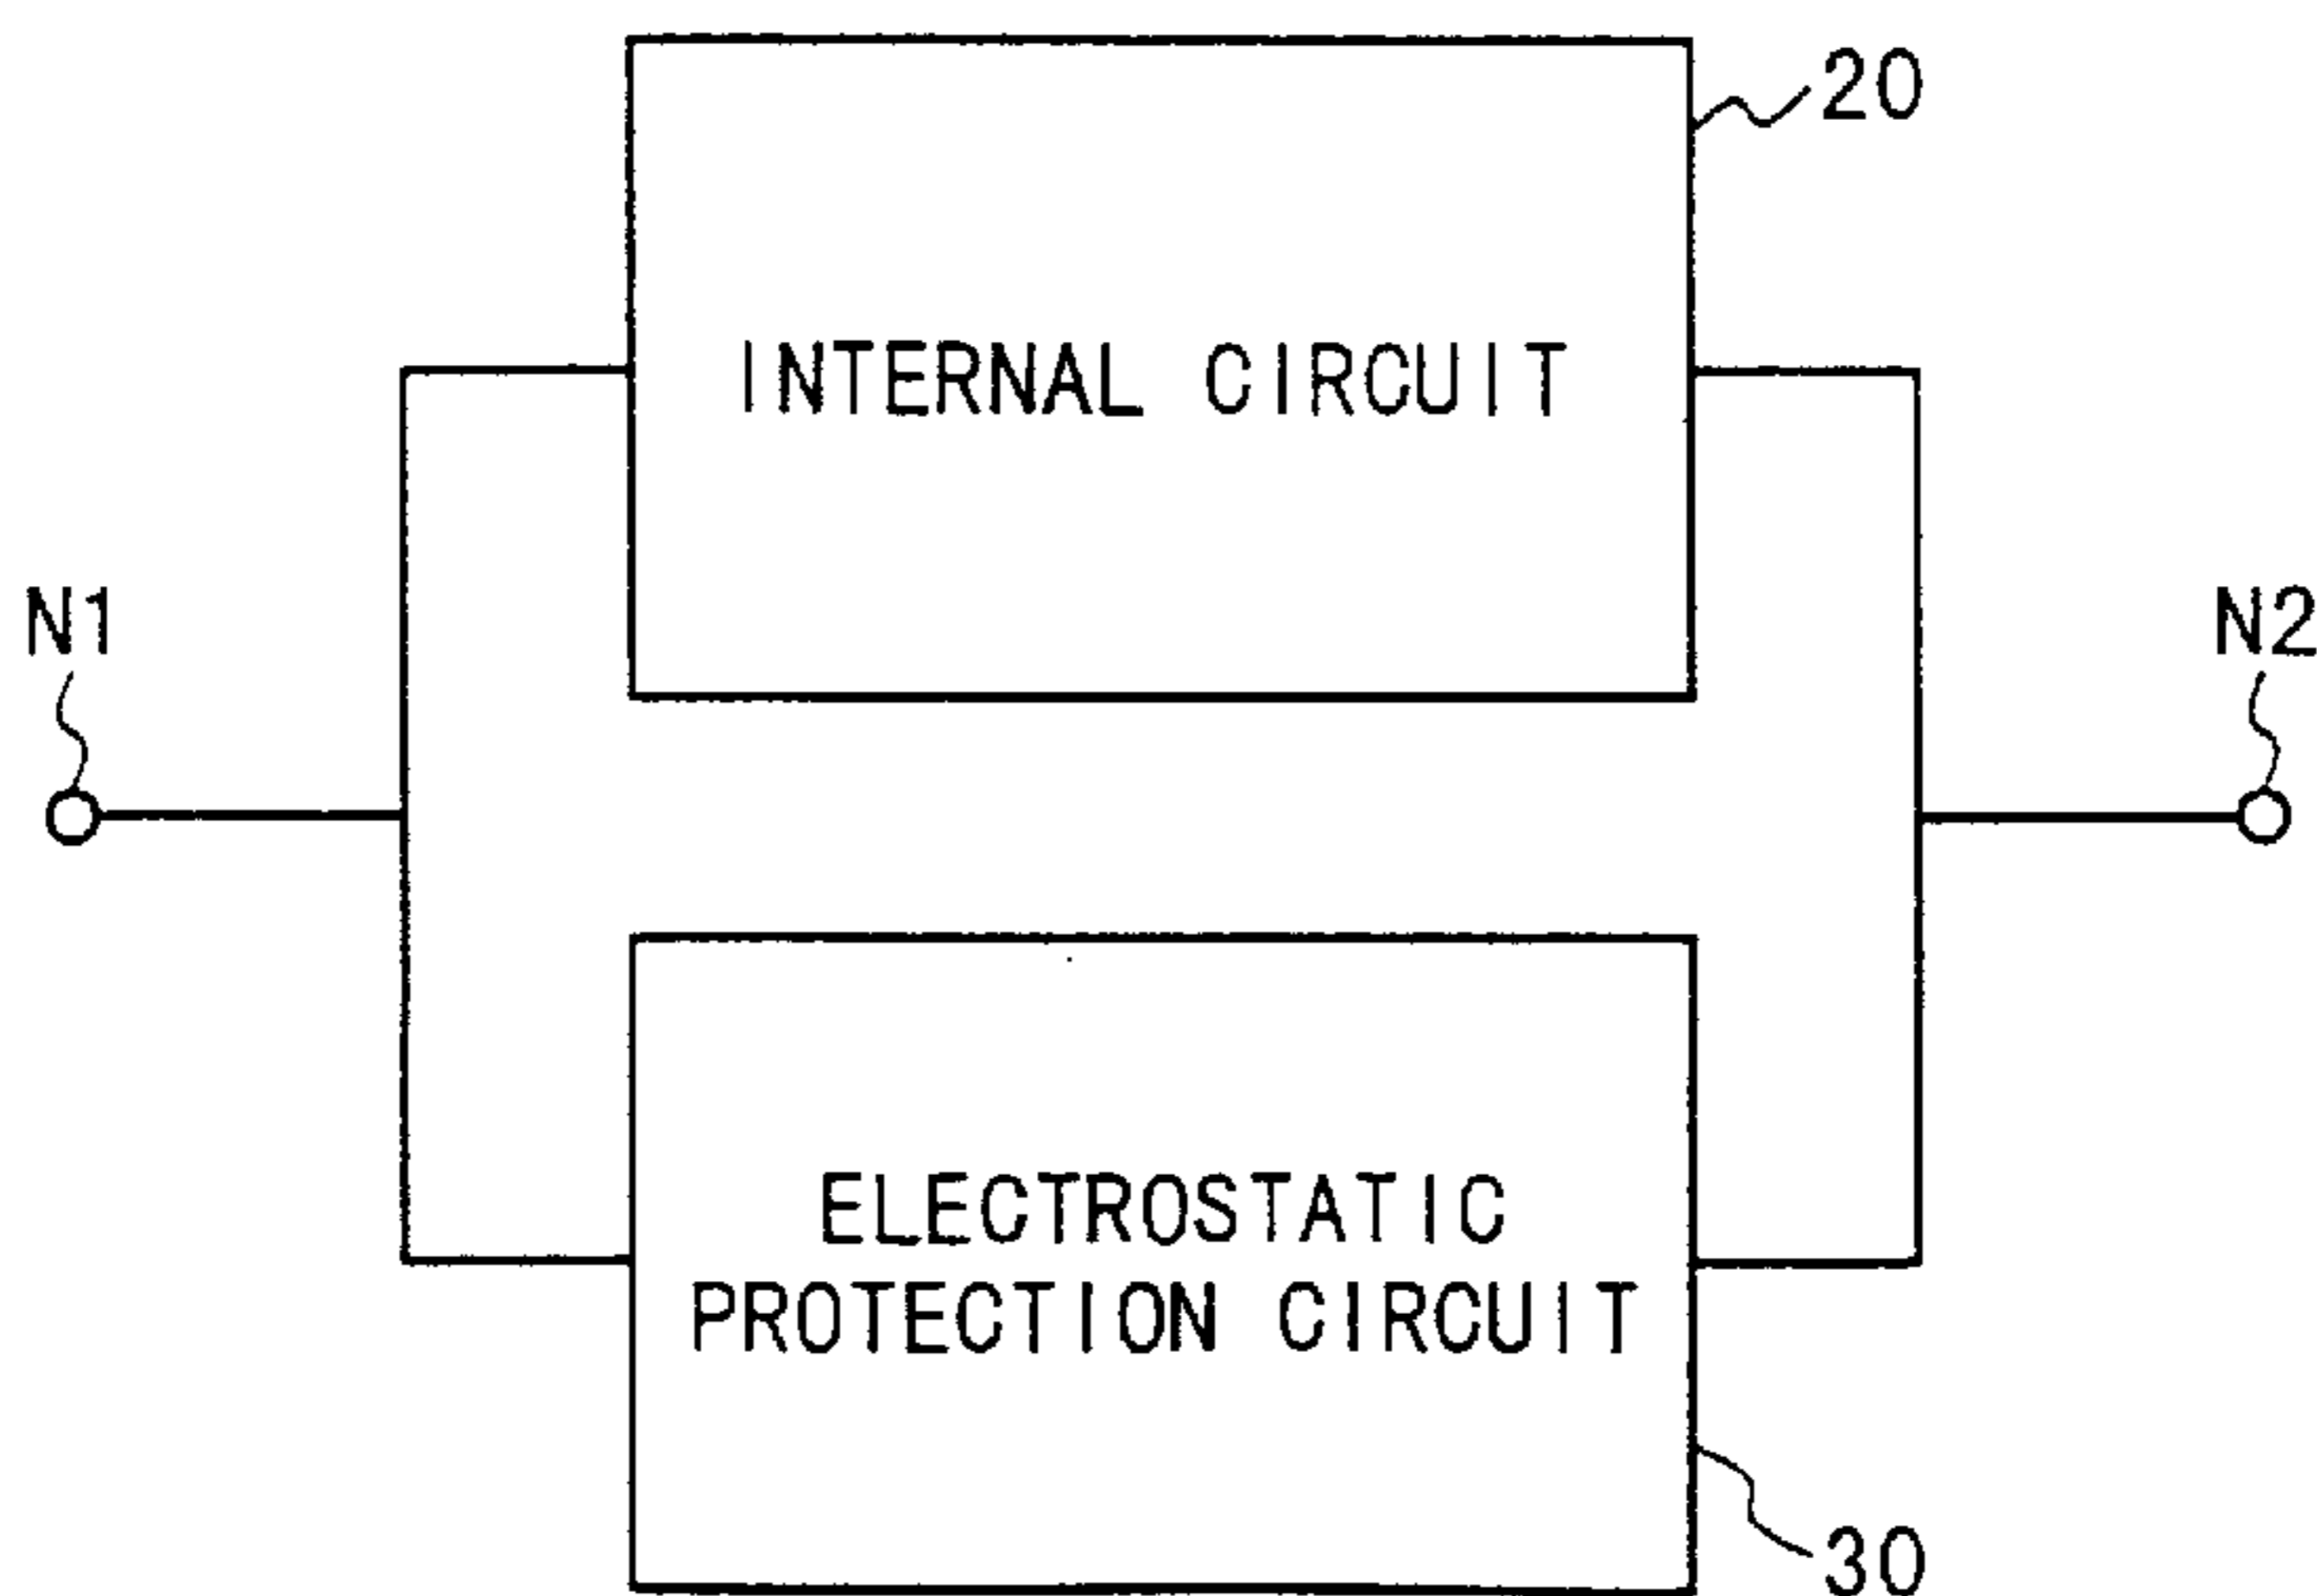 20
INTERNAL CIRCUIT
N1
N2
ELECTROSTATIC
PROTECTION CIRCUIT
30